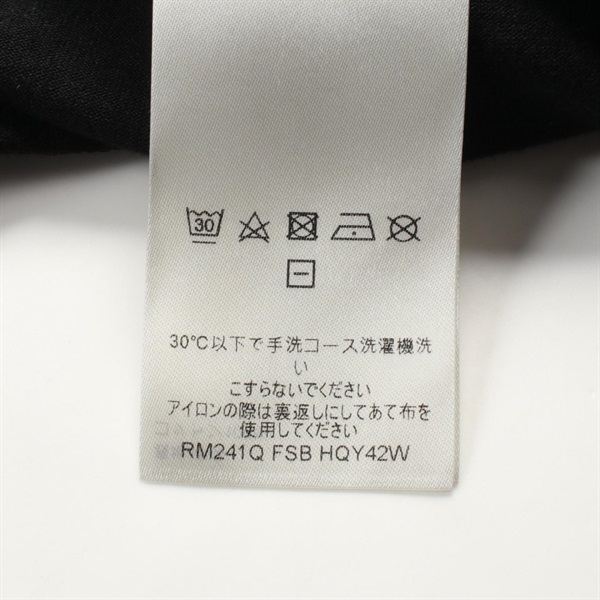 30
30℃以下で手洗コース洗濯機洗
い
こすらないでください
アイロンの際は裏返しにしてあて布を
使用してください
RM241Q FSB HQY42W